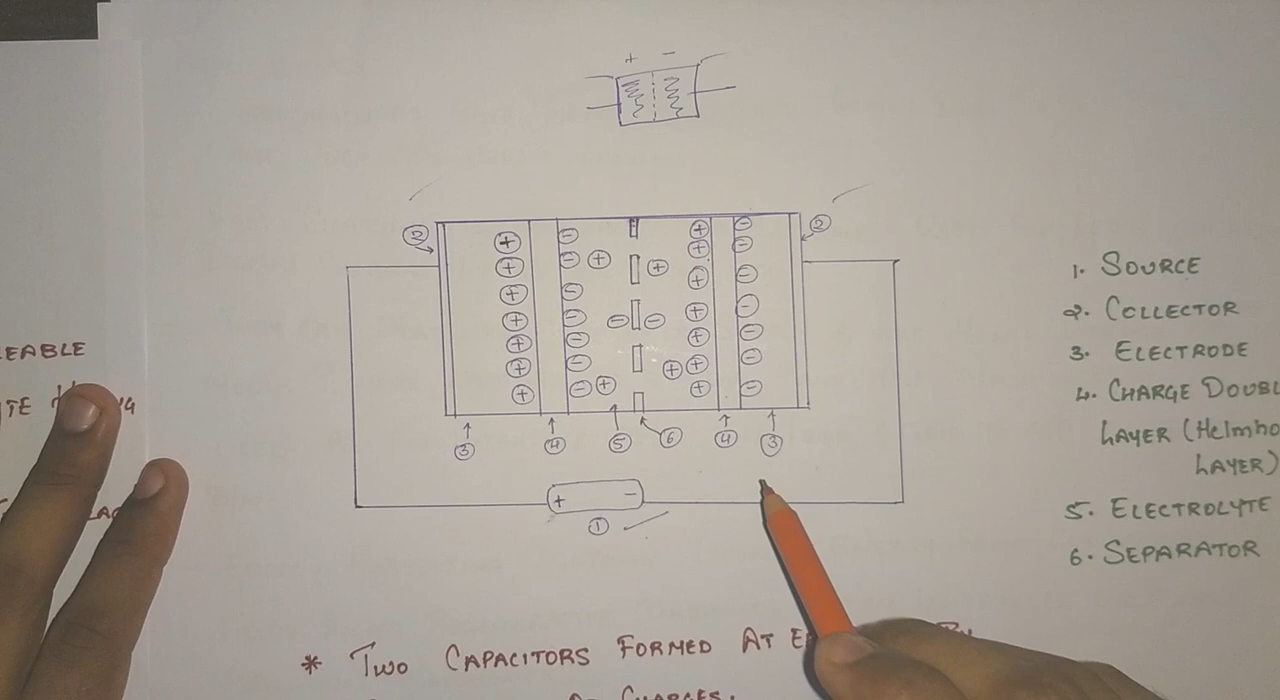 + -
② ②
1. SOURCE
2. COLLECTOR
3. ELECTRODE
4. CHARGE DOUBL
LAYER (Helmho
LAYER)
5. ELECTROLYTE
6. SEPARATOR
EABLE
③ ④ ⑤ ⑥ ④ ③
+ -
①
* TWO CAPACITORS FORMED AT
CHARGES.